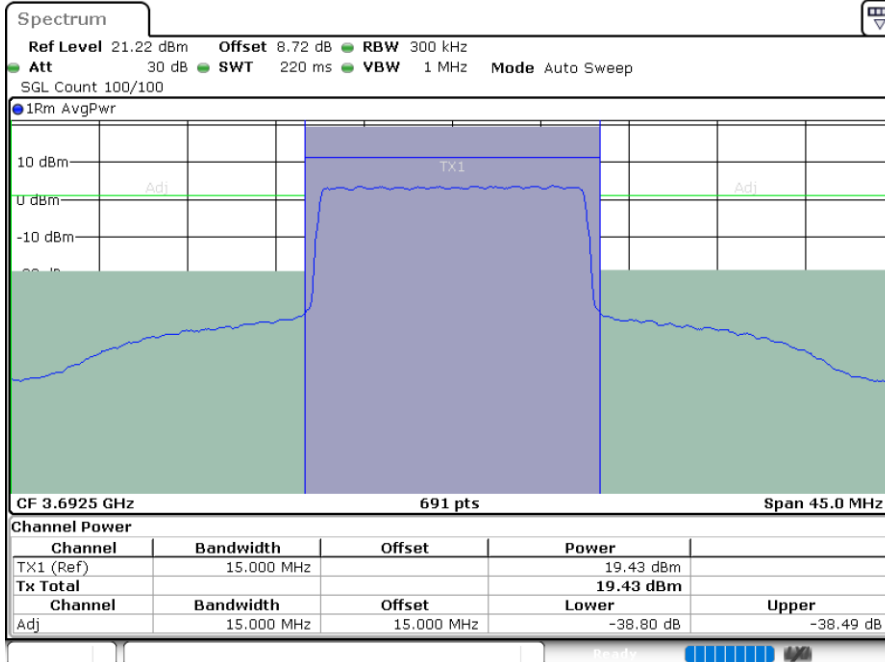 Spectrum
Ref Level 21.22 dBm Offset 8.72 dB RBW 300 kHz
Att 30 dB SWT 220 ms VBW 1 MHz Mode Auto Sweep
SGL Count 100/100
1Rm AvgPwr
10 dBm
TX1
Adj
Adj
0 dBm
-10 dBm
CF 3.6925 GHz 691 pts Span 45.0 MHz
Channel Power
Channel Bandwidth Offset Power
TX1 (Ref) 15.000 MHz 19.43 dBm
Tx Total 19.43 dBm
Channel Bandwidth Offset Lower Upper
Adj 15.000 MHz 15.000 MHz -38.80 dB -38.49 dB
Ready